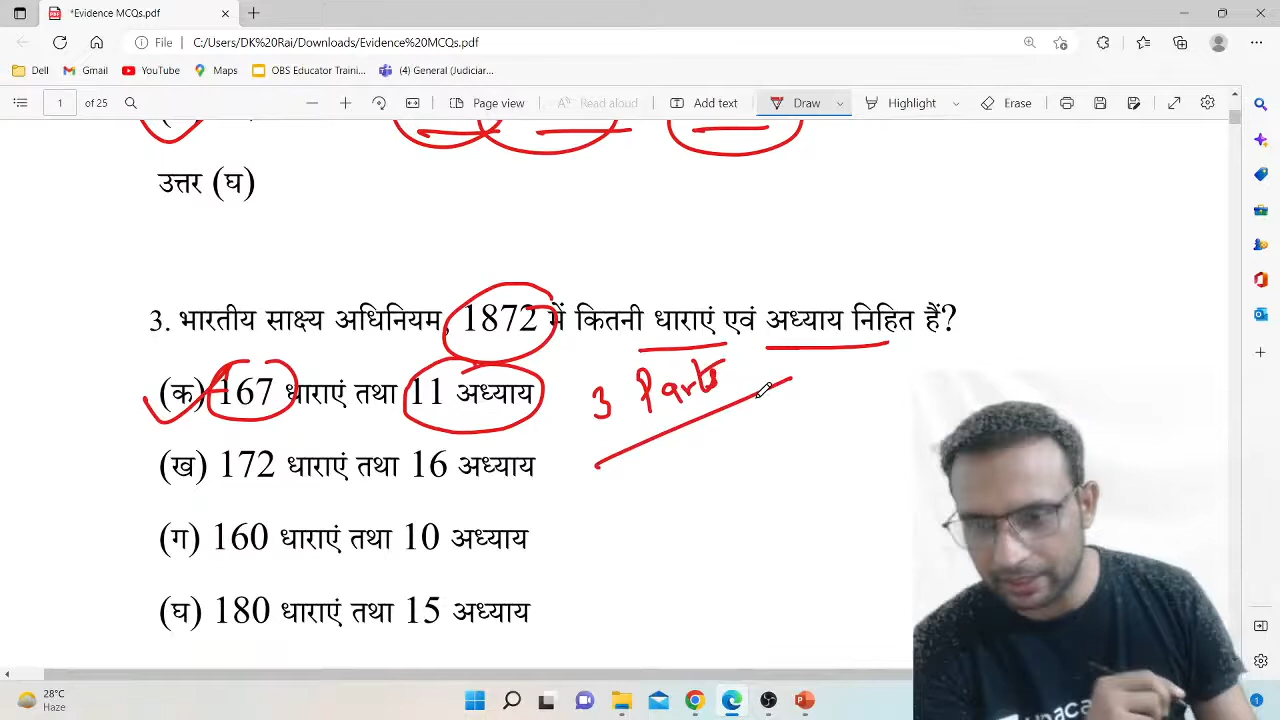 *Evidence MCQs.pdf
File C:/Users/DK%20Rai/Downloads/Evidence%20MCQs.pdf
Dell Gmail YouTube Maps OBS Educator Traini... (4) General (Judiciar...
1 of 25 Page view Read aloud Add text Draw Highlight Erase
उत्तर (घ)
3. भारतीय साक्ष्य अधिनियम, 1872 में कितनी धाराएं एवं अध्याय निहित हैं?
(क) 167 धाराएं तथा 11 अध्याय
3 Parts
(ख) 172 धाराएं तथा 16 अध्याय
(ग) 160 धाराएं तथा 10 अध्याय
(घ) 180 धाराएं तथा 15 अध्याय
28°C
Haze
1